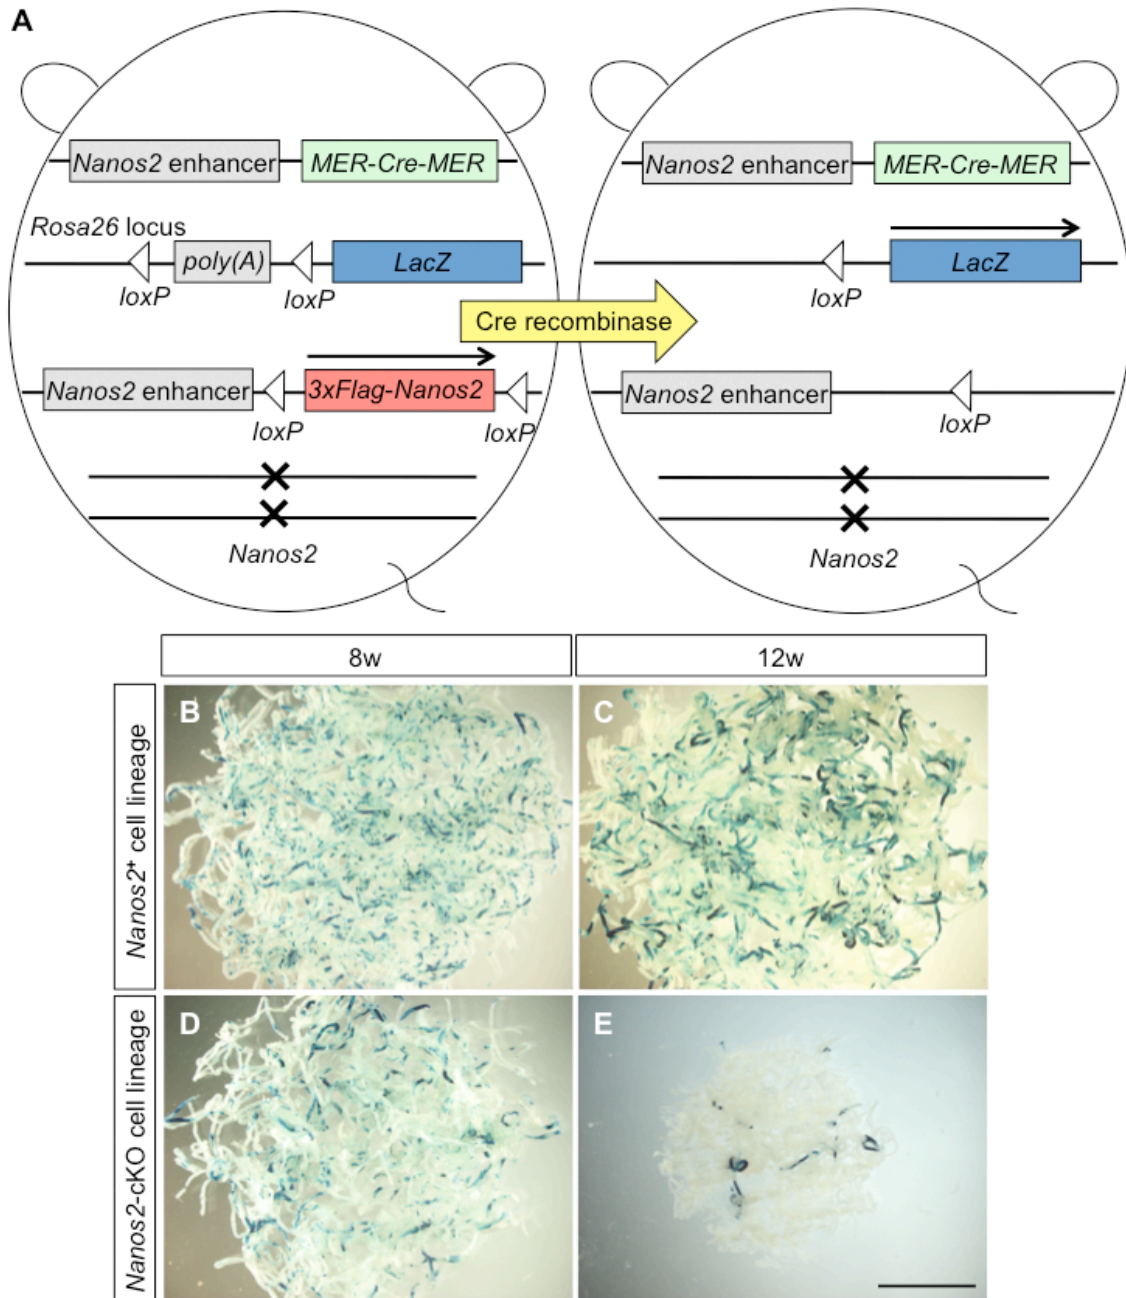 A
Nanos2 enhancer
MER-Cre-MER
Nanos2 enhancer
MER-Cre-MER
Rosa26 locus
poly(A)
LacZ
loxP
loxP
LacZ
loxP
Cre recombinase
Nanos2 enhancer
3xFlag-Nanos2
loxP
loxP
Nanos2 enhancer
loxP
Nanos2
Nanos2
8w
12w
Nanos2+ cell lineage
B
C
Nanos2-cKO cell lineage
D
E